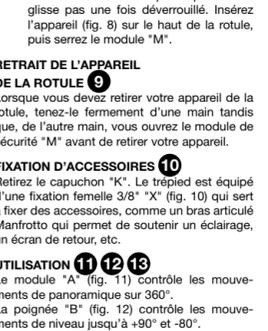 glisse pas une fois déverrouillé. Insérez
l'appareil (fig. 8) sur le haut de la rotule,
puis serrez le module "M".
RETRAIT DE L'APPAREIL
DE LA ROTULE 9
Lorsque vous devez retirer votre appareil de la
rotule, tenez-le fermement d'une main tandis
que, de l'autre main, vous ouvrez le module de
sécurité "M" avant de retirer votre appareil.
FIXATION D'ACCESSOIRES 10
Retirez le capuchon "K". Le trépied est équipé
d'une fixation femelle 3/8" "X" (fig. 10) qui sert
à fixer des accessoires, comme un bras articulé
Manfrotto qui permet de soutenir un éclairage,
un écran de retour, etc.
UTILISATION 11 12 13
Le module "A" (fig. 11) contrôle les mouve-
ments de panoramique sur 360°.
La poignée "B" (fig. 12) contrôle les mouve-
ments de niveau jusqu'à +90° et -80°.